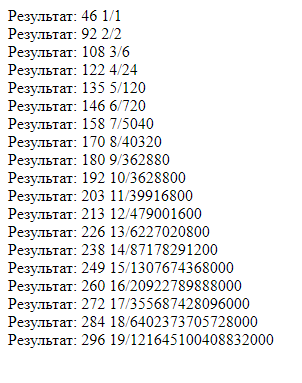 Результат: 46 1/1
Результат: 92 2/2
Результат: 108 3/6
Результат: 122 4/24
Результат: 135 5/120
Результат: 146 6/720
Результат: 158 7/5040
Результат: 170 8/40320
Результат: 180 9/362880
Результат: 192 10/3628800
Результат: 203 11/39916800
Результат: 213 12/479001600
Результат: 226 13/6227020800
Результат: 238 14/87178291200
Результат: 249 15/1307674368000
Результат: 260 16/20922789888000
Результат: 272 17/355687428096000
Результат: 284 18/6402373705728000
Результат: 296 19/121645100408832000